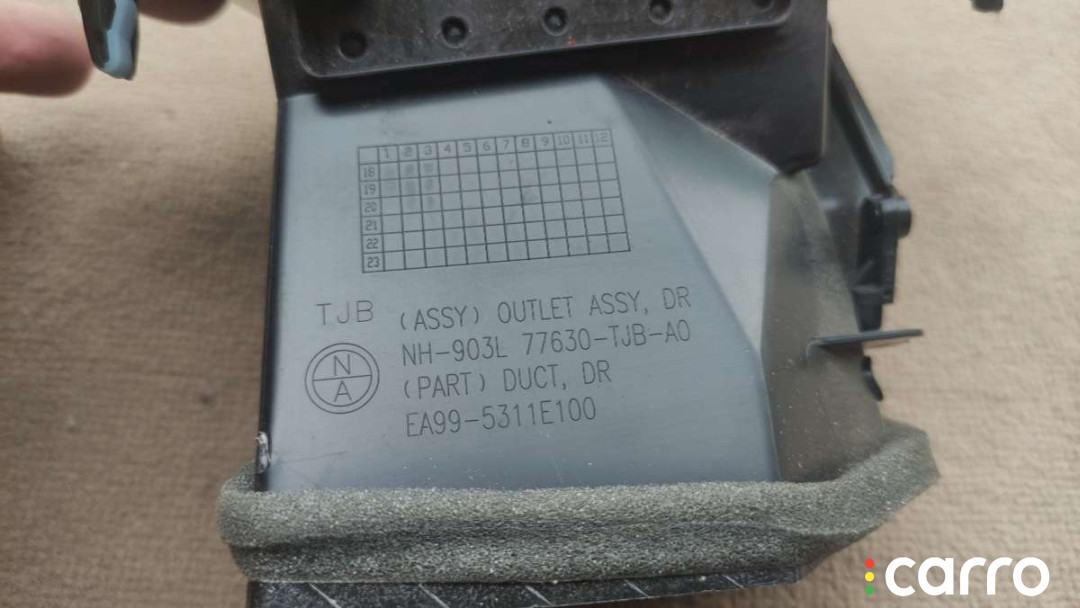 1 2 3 4 5 6 7 8 9 10 11 12
18
19
20
21
22
23
TJB (ASSY) OUTLET ASSY, DR
NH-903L 77630-TJB-A0
N
A
(PART) DUCT, DR
EA99-5311E100
carro